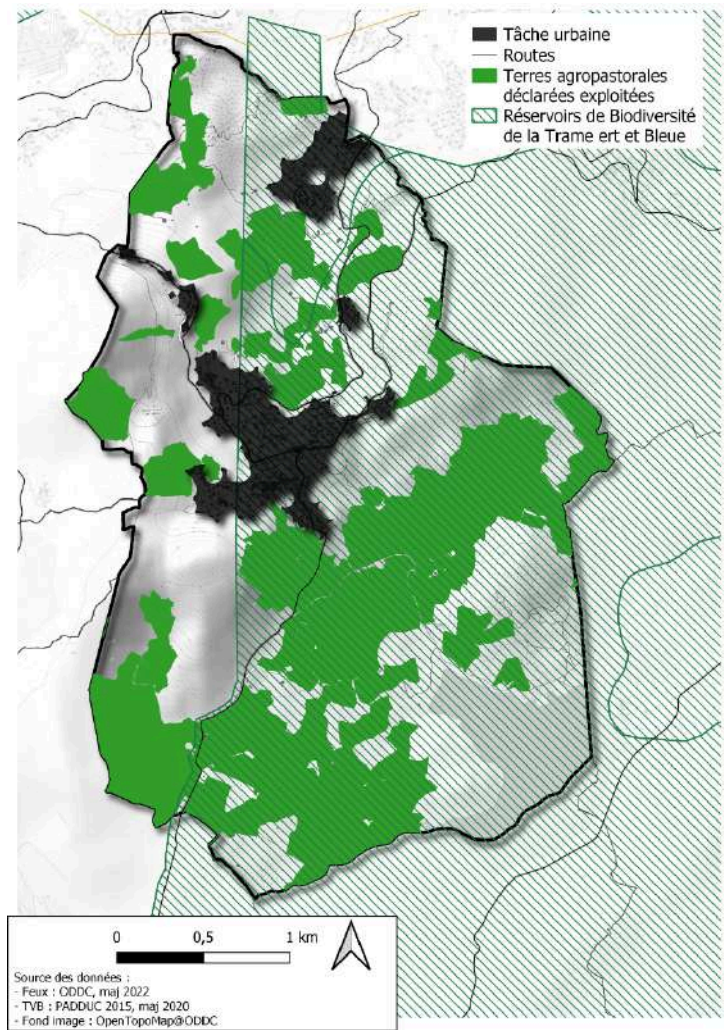 Tâche urbaine
Routes
Terres agropastorales
déclarées exploitées
Réservoirs de Biodiversité
de la Trame ert et Bleue
0 0,5 1 km
Source des données :
- Feux : ODDC, maj 2022
- TVB : PADDUC 2015, maj 2020
- Fond image : OpenTopoMap@ODDC